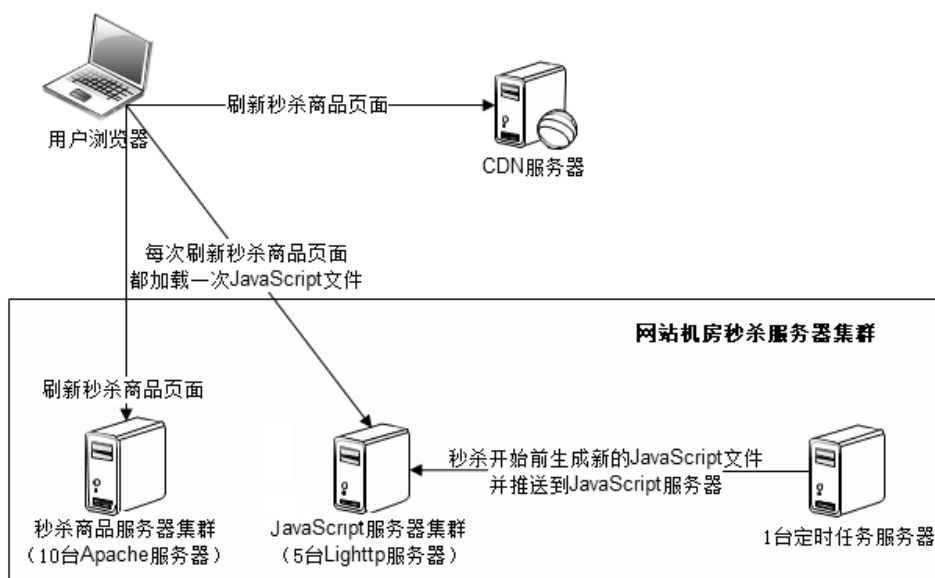 刷新秒杀商品页面
用户浏览器
CDN服务器
每次刷新秒杀商品页面
都加载一次JavaScript文件
网站机房秒杀服务器集群
刷新秒杀商品页面
秒杀开始前生成新的JavaScript文件
并推送到JavaScript服务器
秒杀商品服务器集群
（10台Apache服务器）
JavaScript服务器集群
（5台Lighttp服务器）
1台定时任务服务器